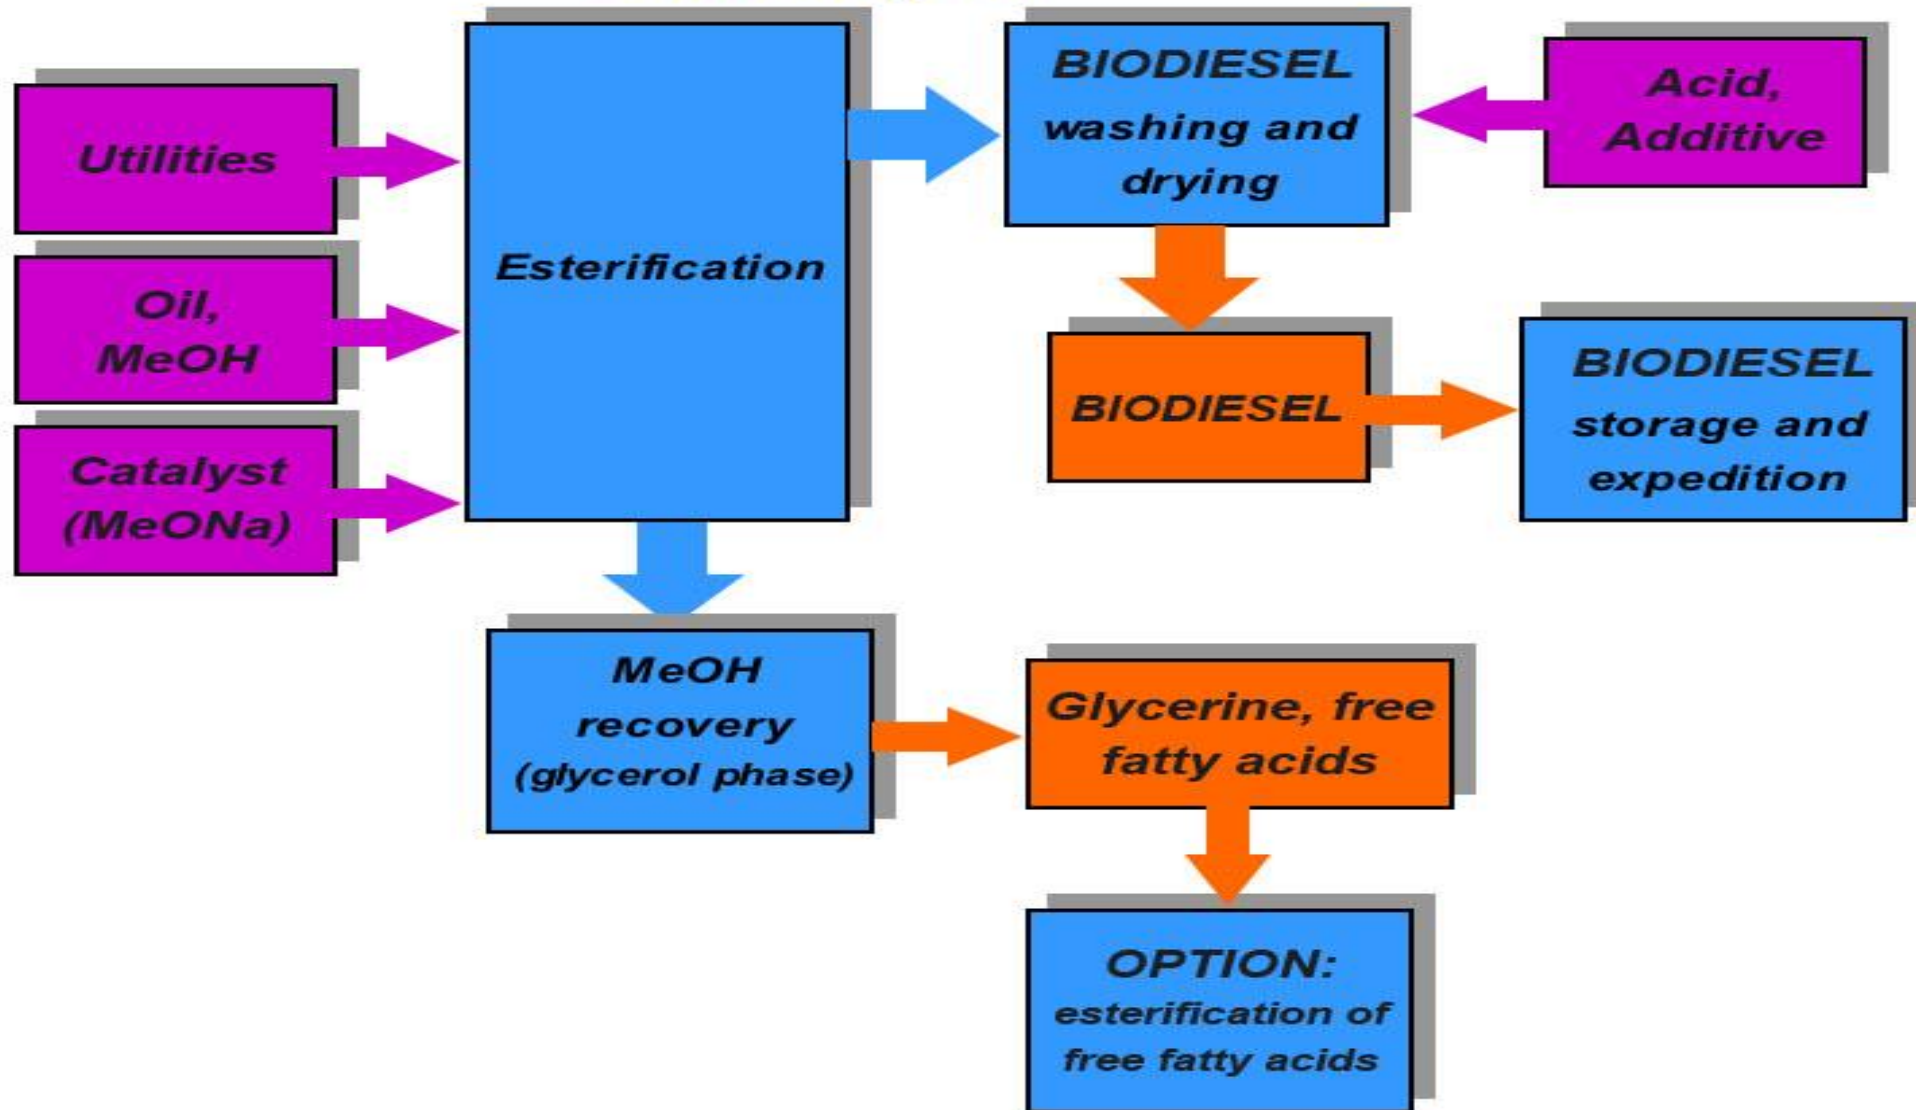 Utilities
Oil,
MeOH
Catalyst
(MeONa)
Esterification
BIODIESEL
washing and
drying
Acid,
Additive
BIODIESEL
BIODIESEL
storage and
expedition
MeOH
recovery
(glycerol phase)
Glycerine, free
fatty acids
OPTION:
esterification of
free fatty acids